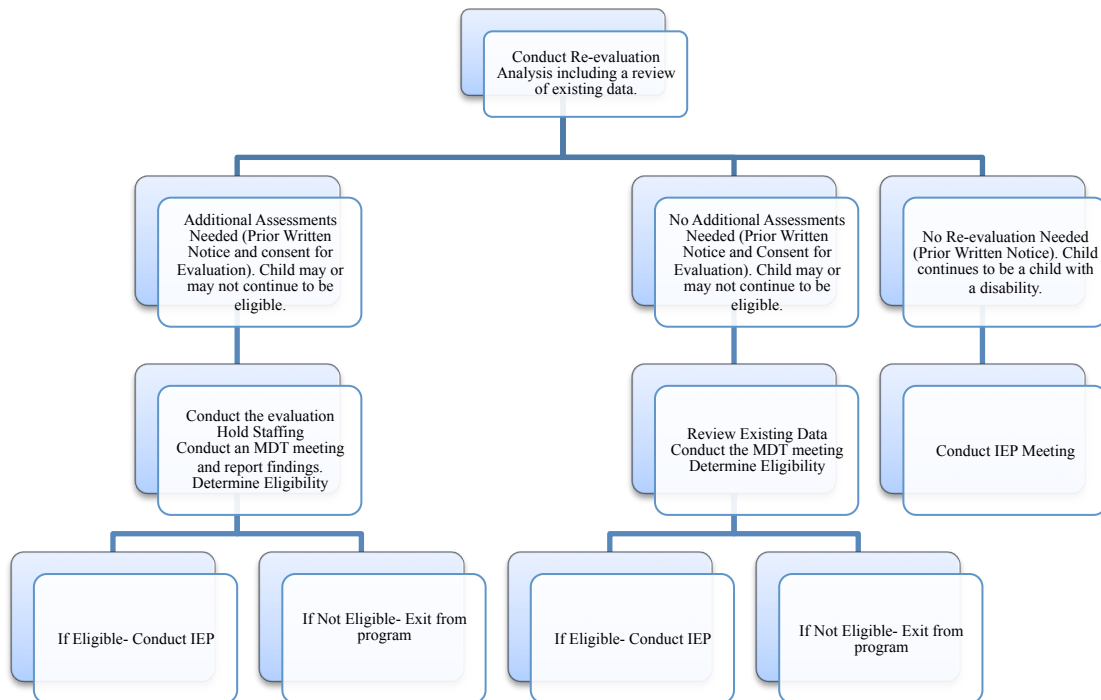 Conduct Re-evaluation
Analysis including a review
of existing data.
Additional Assessments
Needed (Prior Written
Notice and consent for
Evaluation). Child may or
may not continue to be
eligible.
No Additional Assessments
Needed (Prior Written
Notice and Consent for
Evaluation). Child may or
may not continue to be
eligible.
No Re-evaluation Needed
(Prior Written Notice). Child
continues to be a child with
a disability.
Conduct the evaluation
Hold Staffing
Conduct an MDT meeting
and report findings.
Determine Eligibility
Review Existing Data
Conduct the MDT meeting
Determine Eligibility
Conduct IEP Meeting
If Eligible- Conduct IEP
If Not Eligible- Exit from
program
If Eligible- Conduct IEP
If Not Eligible- Exit from
program